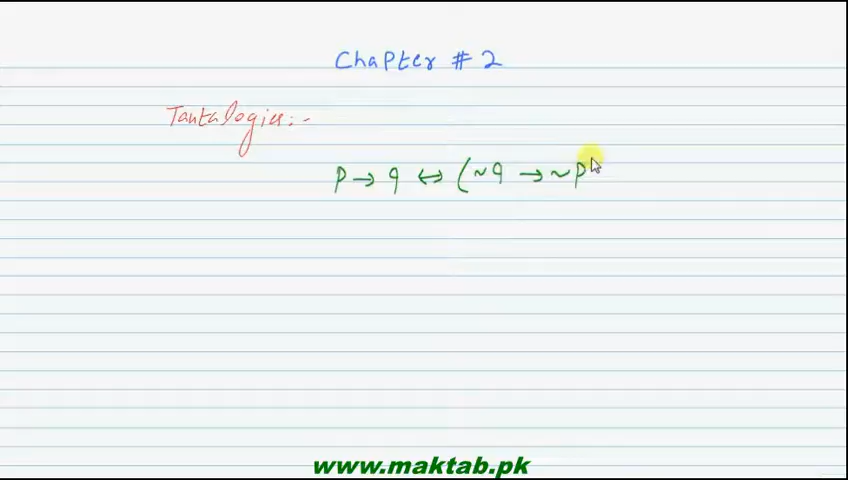 Chapter # 2
Tautologies:-
p → q ↔ (~q → ~p
www.maktab.pk